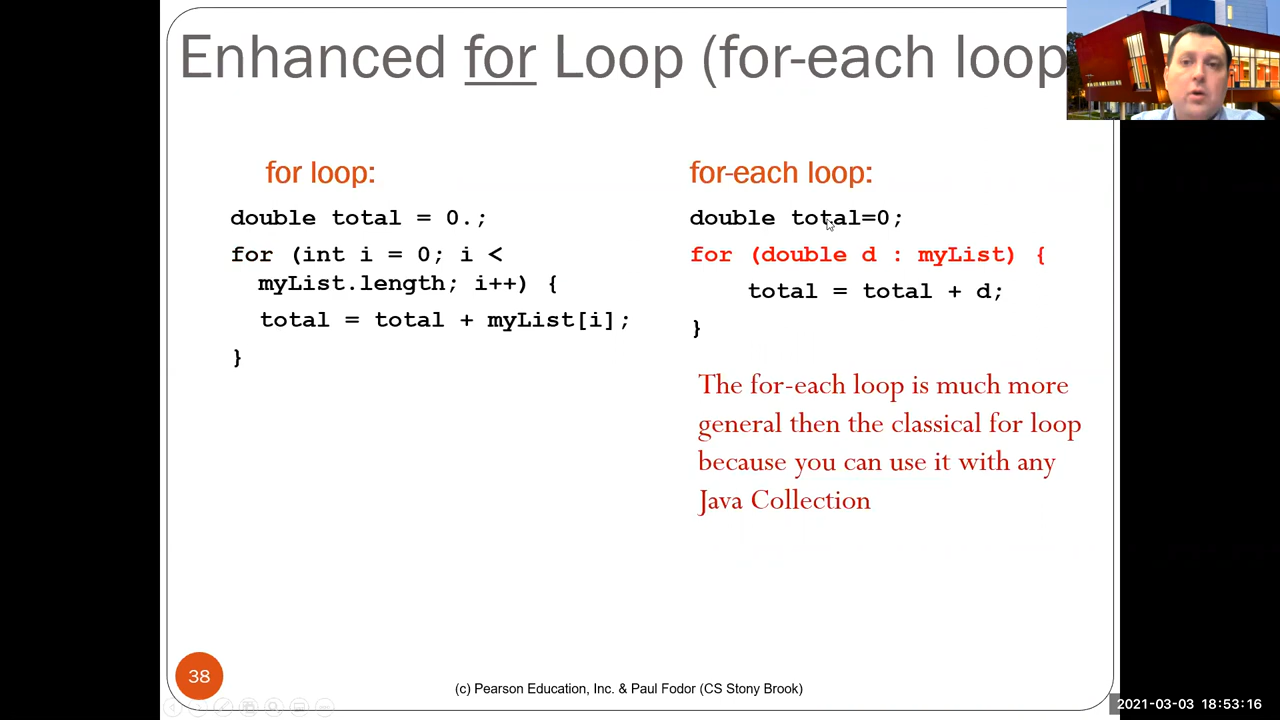 Enhanced for Loop (for-each loop
for loop:
double total = 0.;
for (int i = 0; i <
myList.length; i++) {
total = total + myList[i];
}
for-each loop:
double total=0;
for (double d : myList) {
total = total + d;
}
The for-each loop is much more
general then the classical for loop
because you can use it with any
Java Collection
38
(c) Pearson Education, Inc. & Paul Fodor (CS Stony Brook)
2021-03-03 18:53:16